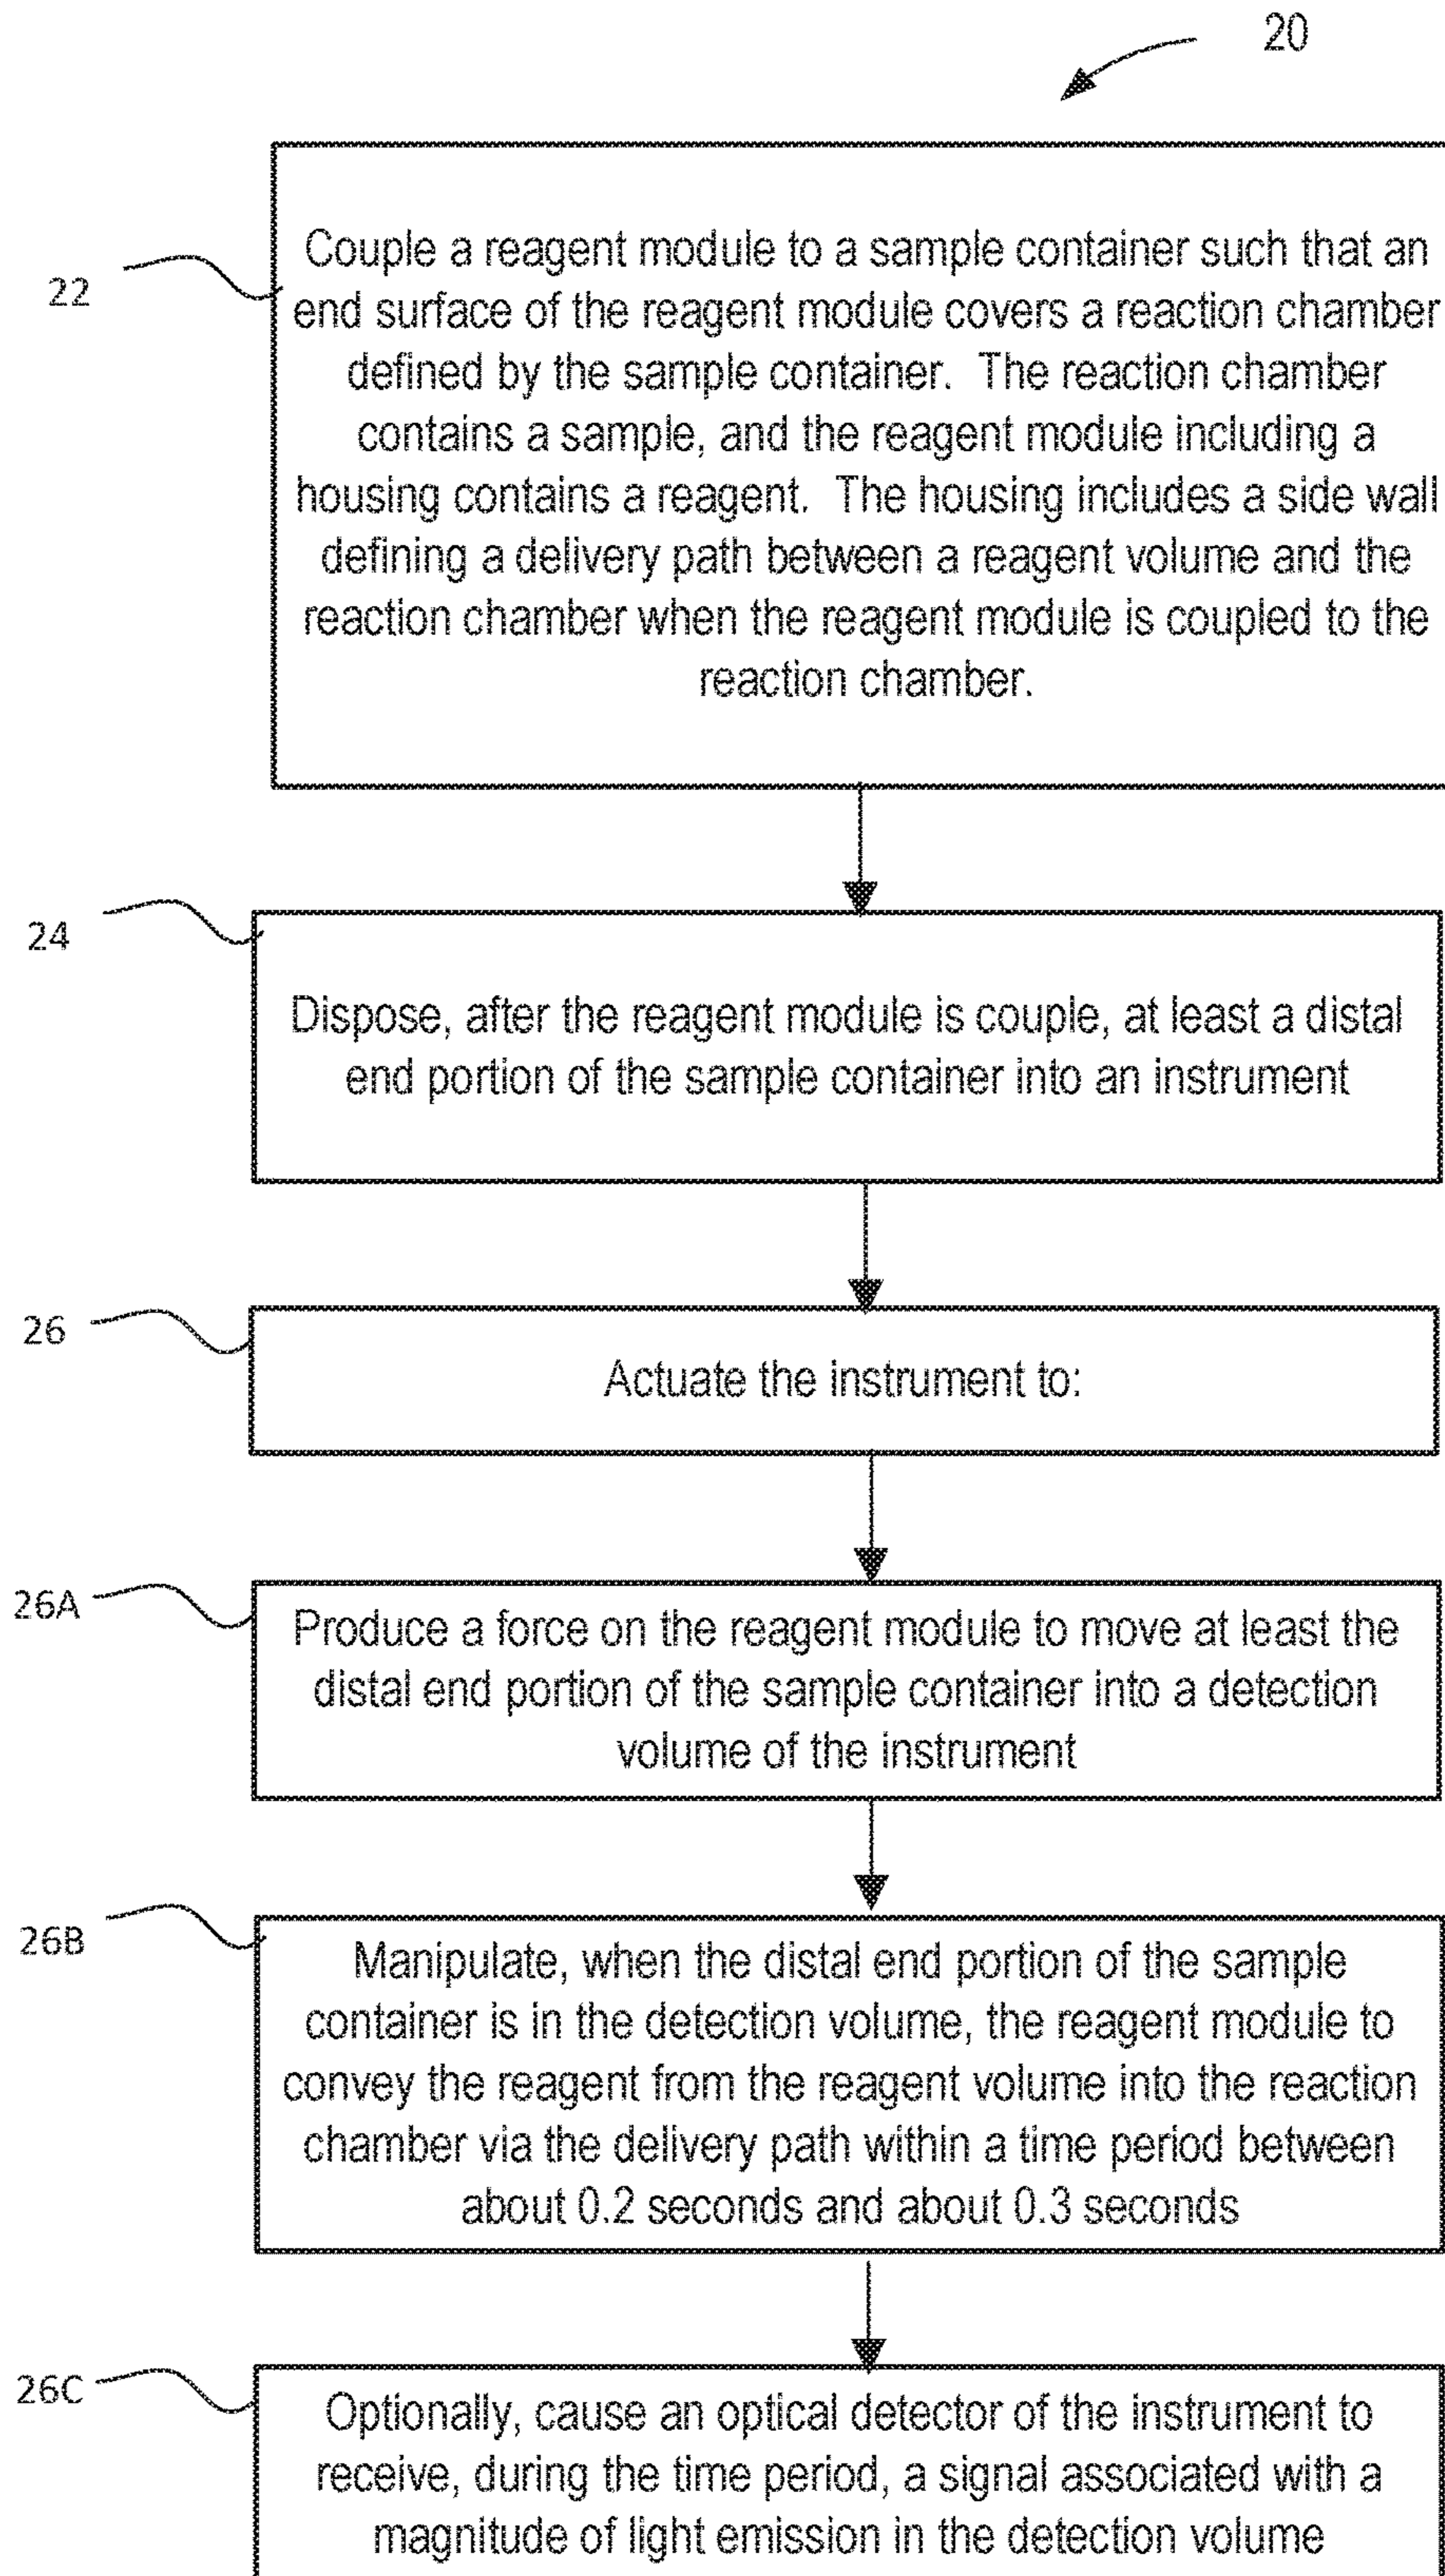 20
22
Couple a reagent module to a sample container such that an
end surface of the reagent module covers a reaction chamber
defined by the sample container. The reaction chamber
contains a sample, and the reagent module including a
housing contains a reagent. The housing includes a side wall
defining a delivery path between a reagent volume and the
reaction chamber when the reagent module is coupled to the
reaction chamber.
24
Dispose, after the reagent module is couple, at least a distal
end portion of the sample container into an instrument
26
Actuate the instrument to:
26A
Produce a force on the reagent module to move at least the
distal end portion of the sample container into a detection
volume of the instrument
26B
Manipulate, when the distal end portion of the sample
container is in the detection volume, the reagent module to
convey the reagent from the reagent volume into the reaction
chamber via the delivery path within a time period between
about 0.2 seconds and about 0.3 seconds
26C
Optionally, cause an optical detector of the instrument to
receive, during the time period, a signal associated with a
magnitude of light emission in the detection volume